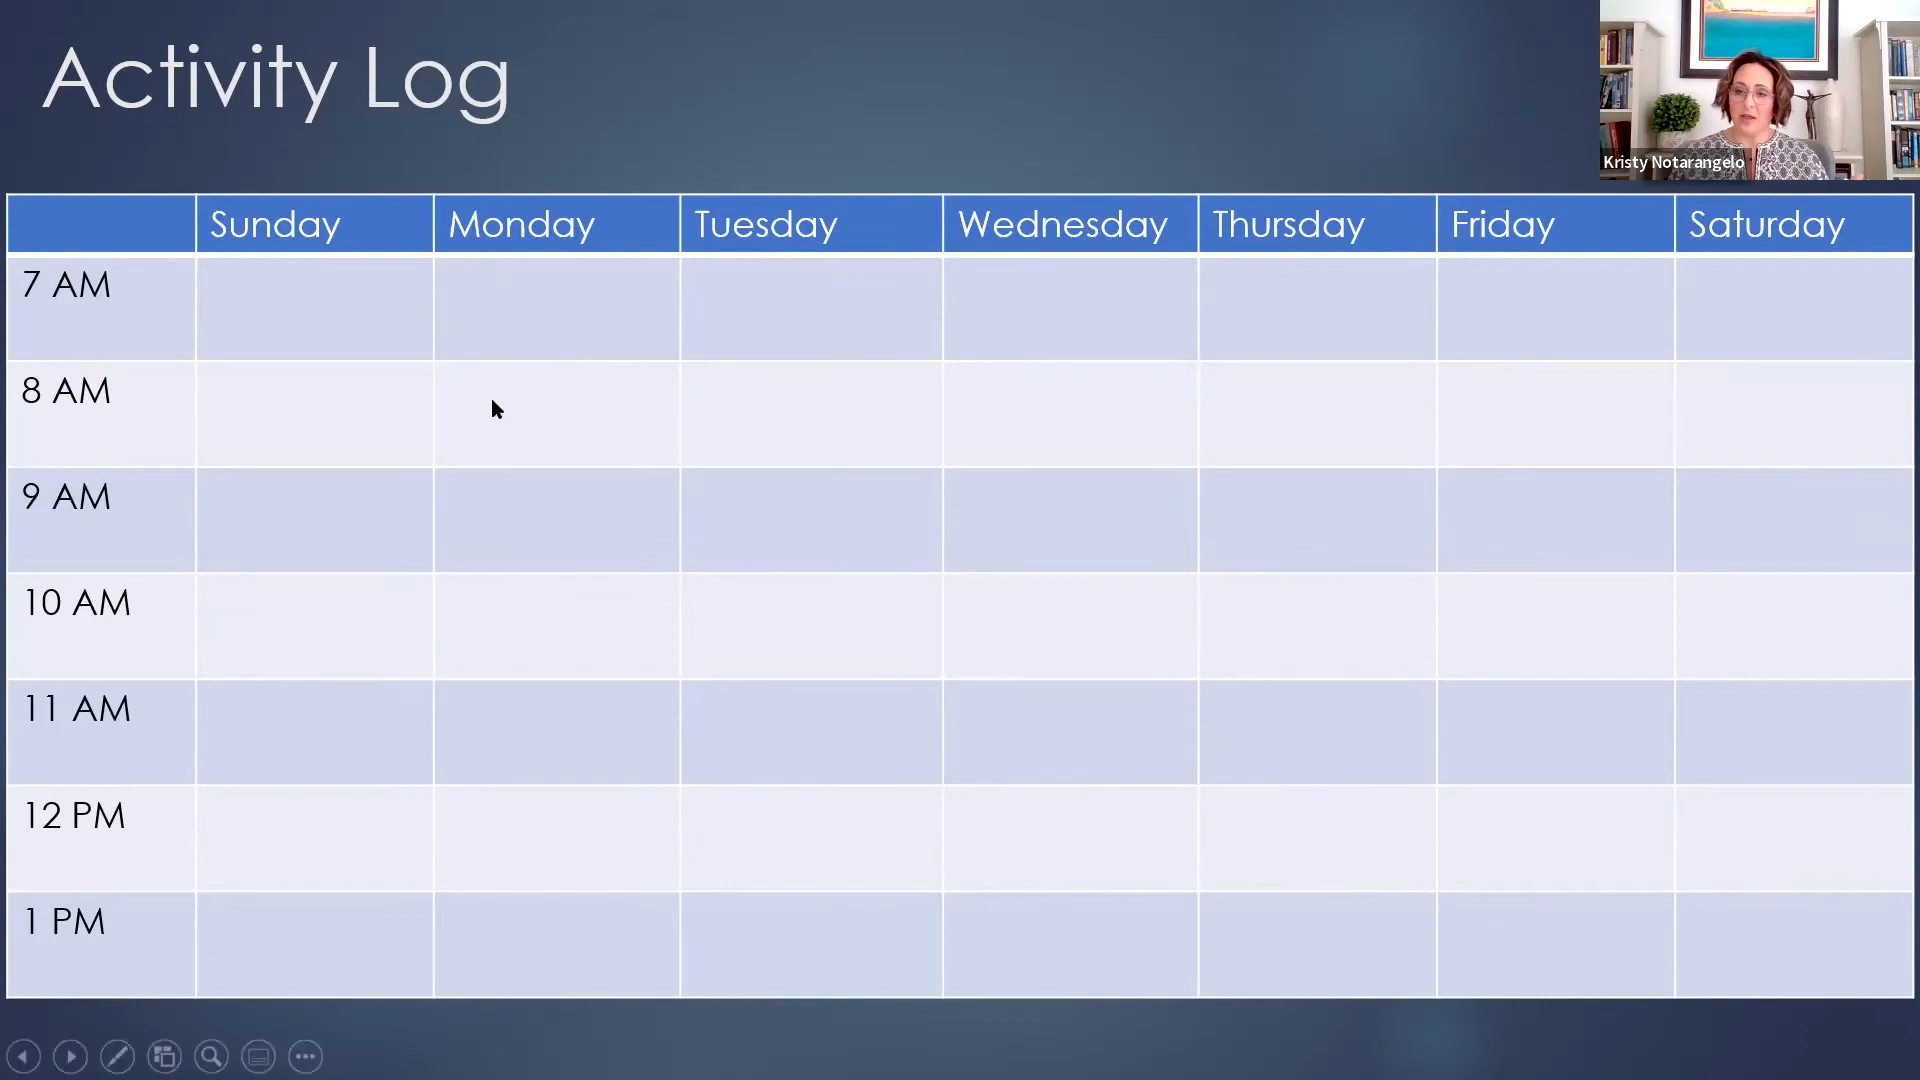 Activity Log
Kristy Notarangelo
Sunday Monday Tuesday Wednesday Thursday Friday Saturday
7 AM
8 AM
9 AM
10 AM
11 AM
12 PM
1 PM